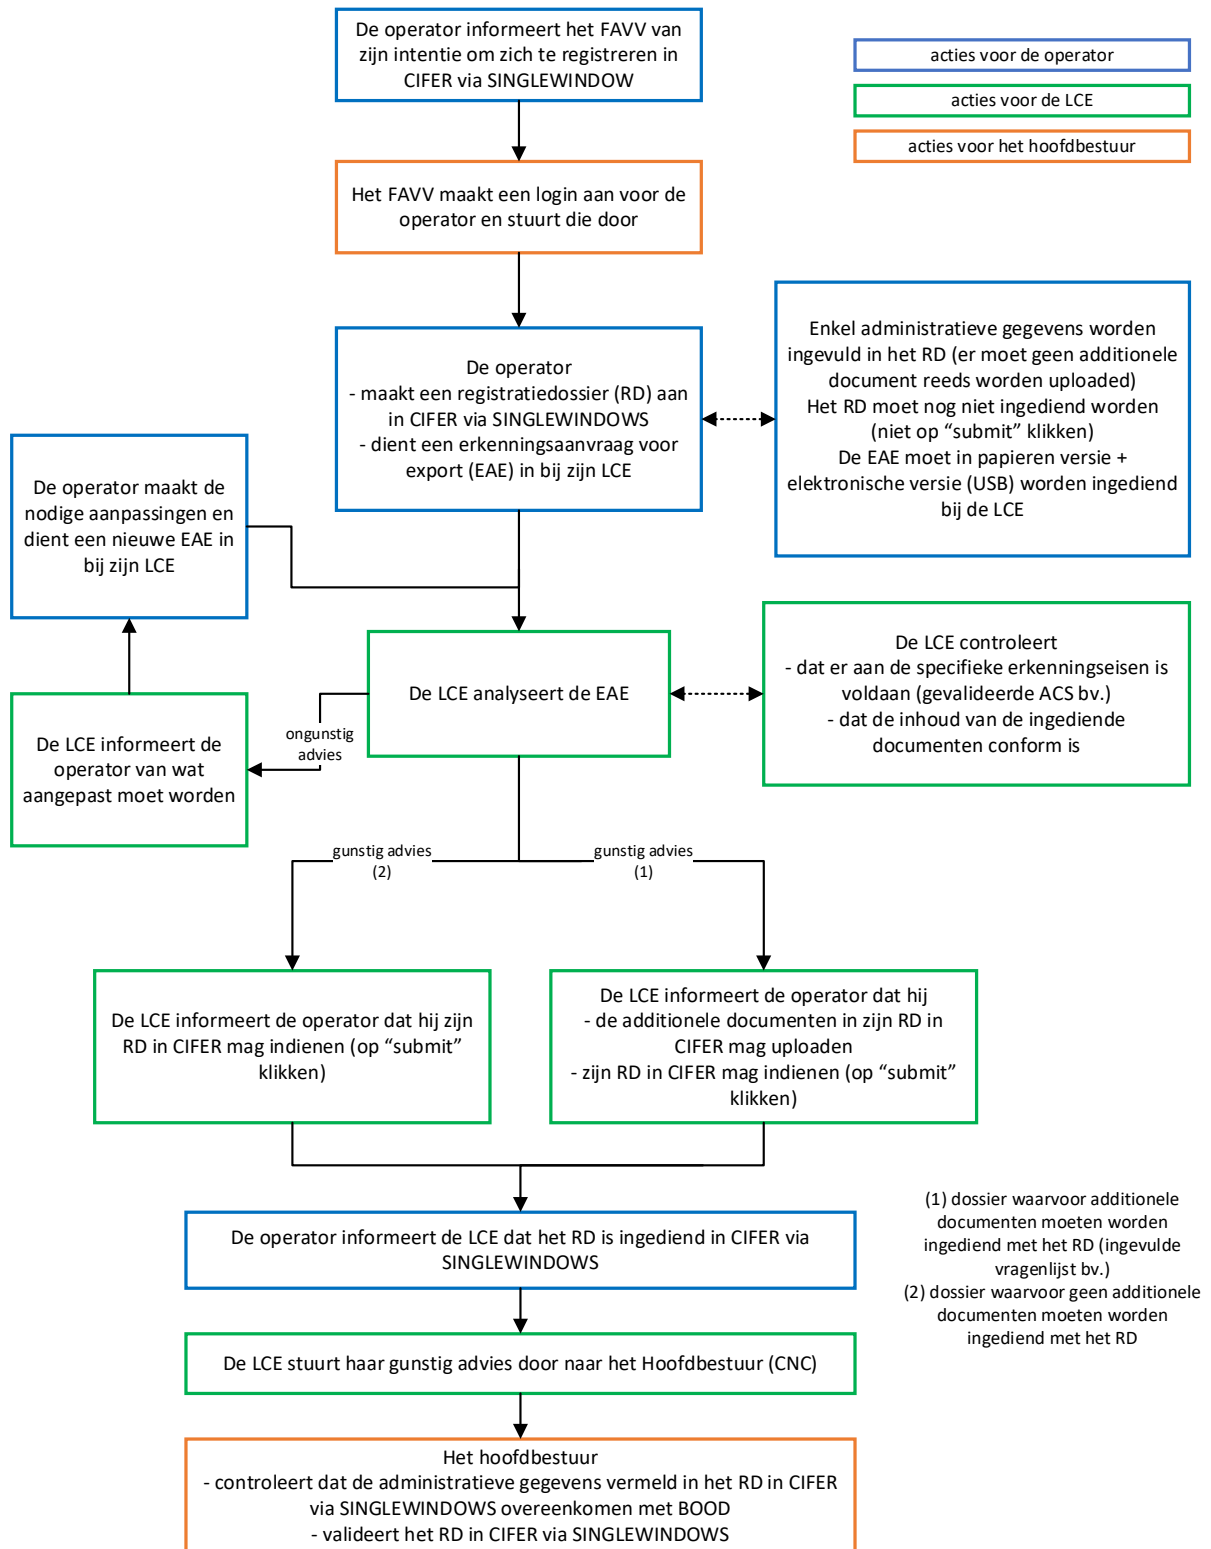 De operator informeert het FAVV van
zijn intentie om zich te registreren in
CIFER via SINGLEWINDOW
acties voor de operator
acties voor de LCE
acties voor het hoofdbestuur
Het FAVV maakt een login aan voor de
operator en stuurt die door
De operator
- maakt een registratiedossier (RD) aan
in CIFER via SINGLEWINDOWS
- dient een erkenningsaanvraag voor
export (EAE) in bij zijn LCE
Enkel administratieve gegevens worden
ingevuld in het RD (er moet geen additionele
document reeds worden uploaded)
Het RD moet nog niet ingediend worden
(niet op “submit” klikken)
De EAE moet in papieren versie +
elektronische versie (USB) worden ingediend
bij de LCE
De operator maakt de
nodige aanpassingen en
dient een nieuwe EAE in
bij zijn LCE
De LCE analyseert de EAE
De LCE controleert
- dat er aan de specifieke erkenningseisen is
voldaan (gevalideerde ACS bv.)
- dat de inhoud van de ingediende
documenten conform is
ongunstig
advies
De LCE informeert de
operator van wat
aangepast moet worden
gunstig advies
(2)
gunstig advies
(1)
De LCE informeert de operator dat hij zijn
RD in CIFER mag indienen (op “submit”
klikken)
De LCE informeert de operator dat hij
- de additionele documenten in zijn RD in
CIFER mag uploaden
- zijn RD in CIFER mag indienen (op “submit”
klikken)
De operator informeert de LCE dat het RD is ingediend in CIFER via
SINGLEWINDOWS
(1) dossier waarvoor additionele
documenten moeten worden
ingediend met het RD (ingevulde
vragenlijst bv.)
(2) dossier waarvoor geen additionele
documenten moeten worden
ingediend met het RD
De LCE stuurt haar gunstig advies door naar het Hoofdbestuur (CNC)
Het hoofdbestuur
- controleert dat de administratieve gegevens vermeld in het RD in CIFER
via SINGLEWINDOWS overeenkomen met BOOD
- valideert het RD in CIFER via SINGLEWINDOWS